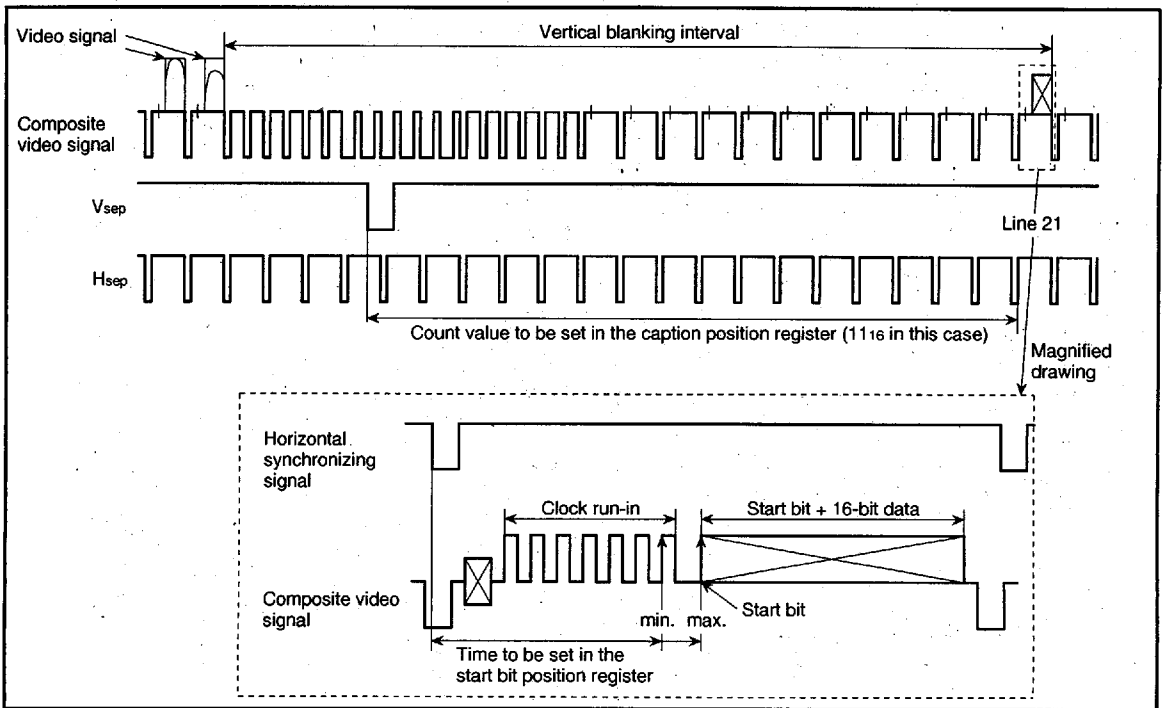 Video signal
Vertical blanking interval
Composite
video signal
Vsep
Line 21
Hsep
Count value to be set in the caption position register (1116 in this case)
Magnified
drawing
Horizontal
synchronizing
signal
Clock run-in
Start bit + 16-bit data
Composite video
signal
min.
max.
Start bit
Time to be set in the
start bit position register